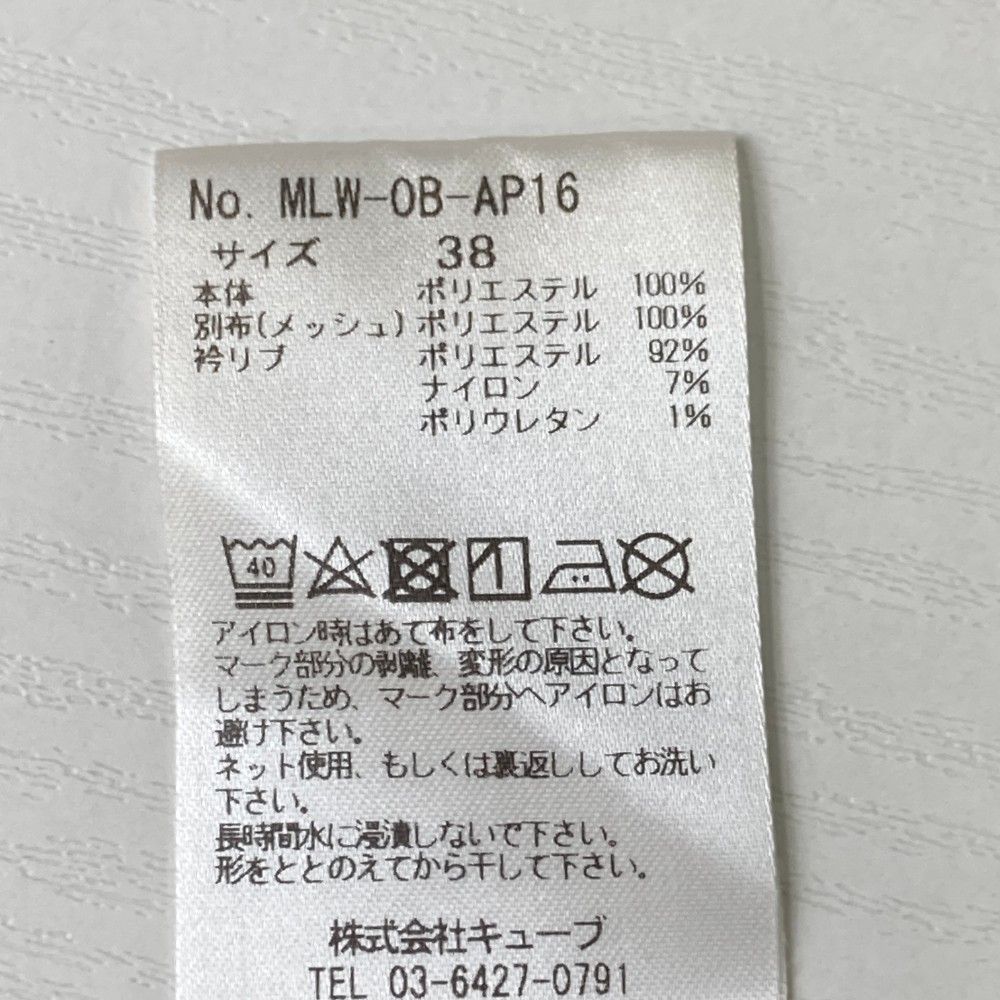 No. MLW-OB-AP16
サイズ 38
本体 ポリエステル 100%
別布(メッシュ) ポリエステル 100%
衿リブ ポリエステル 92%
ナイロン 7%
ポリウレタン 1%
40
アイロン時はあて布をして下さい。
マーク部分の剥離、変形の原因となって
しまうため、マーク部分へアイロンはお
避け下さい。
ネット使用、もしくは裏返ししてお洗い
下さい。
長時間水に浸漬しないで下さい。
形をととのえてから干して下さい。
株式会社キューブ
TEL 03-6427-0791